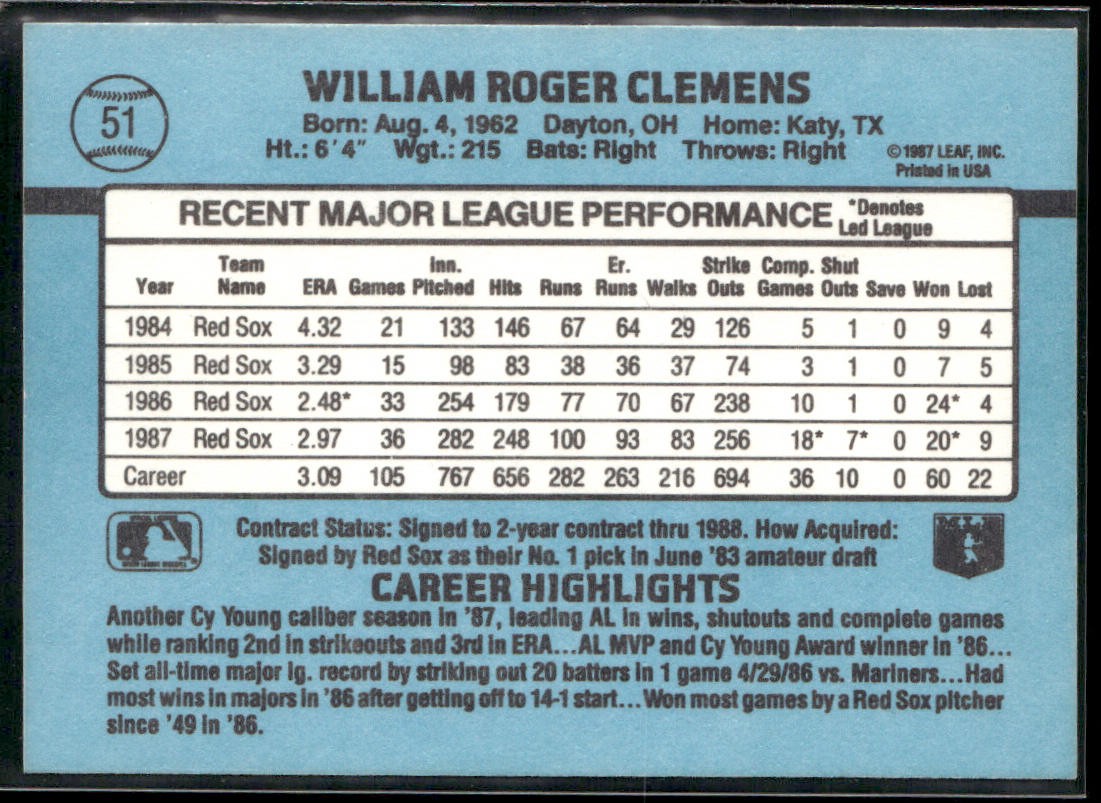 51
WILLIAM ROGER CLEMENS
Born: Aug. 4, 1962 Dayton, OH Home: Katy, TX
Ht.: 6'4" Wgt.: 215 Bats: Right Throws: Right
©1987 LEAF, INC.
Printed in USA
RECENT MAJOR LEAGUE PERFORMANCE
*Denotes
Led League
Team Inn. Er. Strike Comp. Shut
Year Name ERA Games Pitched Hits Runs Runs Walks Outs Games Outs Save Won Lost
1984 Red Sox 4.32 21 133 146 67 64 29 126 5 1 0 9 4
1985 Red Sox 3.29 15 98 83 38 36 37 74 3 1 0 7 5
1986 Red Sox 2.48* 33 254 179 77 70 67 238 10 1 0 24* 4
1987 Red Sox 2.97 36 282 248 100 93 83 256 18* 7* 0 20* 9
Career 3.09 105 767 656 282 263 216 694 36 10 0 60 22
Contract Status: Signed to 2-year contract thru 1988. How Acquired:
Signed by Red Sox as their No. 1 pick in June '83 amateur draft
CAREER HIGHLIGHTS
Another Cy Young caliber season in '87, leading AL in wins, shutouts and complete games
while ranking 2nd in strikeouts and 3rd in ERA...AL MVP and Cy Young Award winner in '86...
Set all-time major lg. record by striking out 20 batters in 1 game 4/29/86 vs. Mariners...Had
most wins in majors in '86 after getting off to 14-1 start...Won most games by a Red Sox pitcher
since '49 in '86.